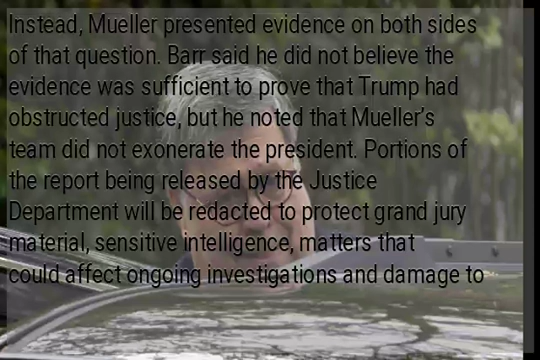 Instead, Mueller presented evidence on both sides
of that question. Barr said he did not believe the
evidence was sufficient to prove that Trump had
obstructed justice, but he noted that Mueller's
team did not exonerate the president. Portions of
the report being released by the Justice
Department will be redacted to protect grand jury
material, sensitive intelligence, matters that
could affect ongoing investigations and damage to